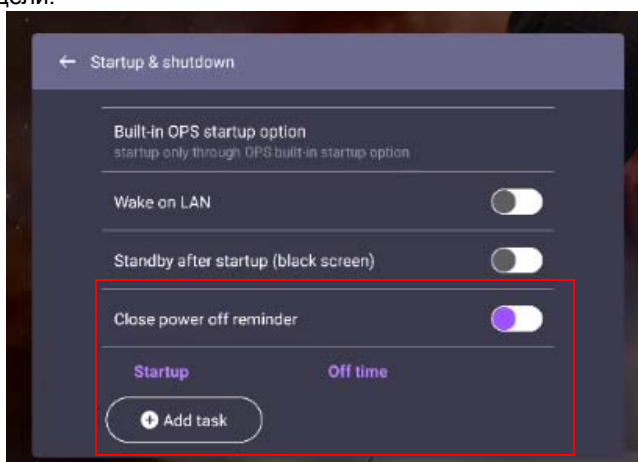 ← Startup & shutdown
Built-in OPS startup option
startup only through OPS built-in startup option
Wake on LAN
Standby after startup (black screen)
Close power off reminder
Startup Off time
Add task